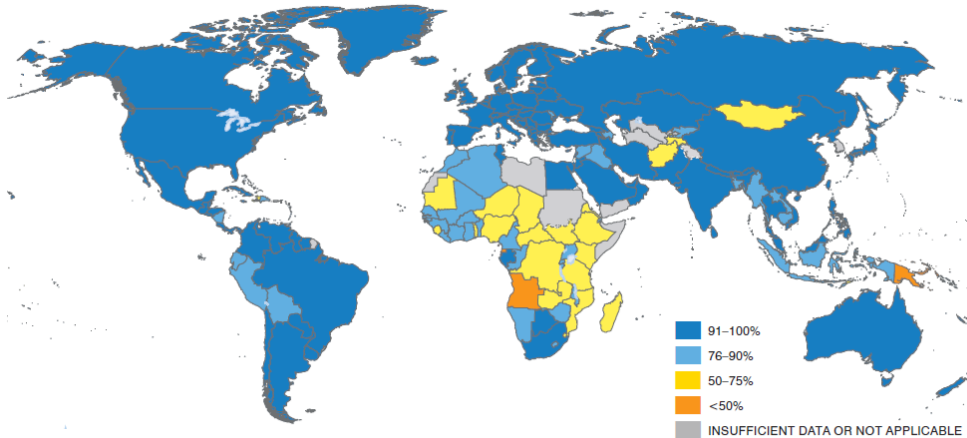 91–100%
76–90%
50–75%
<50%
INSUFFICIENT DATA OR NOT APPLICABLE